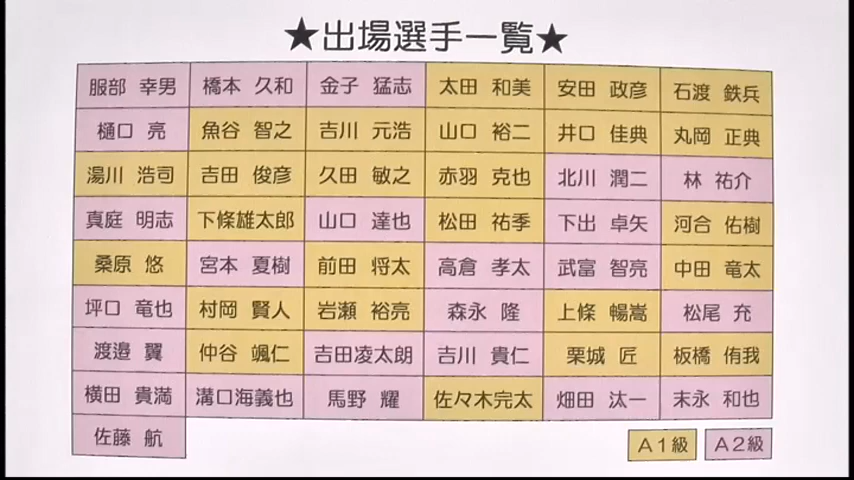 ★出場選手一覧★
服部 幸男 橋本 久和 金子 猛志 太田 和美 安田 政彦 石渡 鉄兵
樋口 亮 魚谷 智之 吉川 元浩 山口 裕二 井口 佳典 丸岡 正典
湯川 浩司 吉田 俊彦 久田 敏之 赤羽 克也 北川 潤二 林 祐介
真庭 明志 下條雄太郎 山口 達也 松田 祐季 下出 卓矢 河合 佑樹
桑原 悠 宮本 夏樹 前田 将太 高倉 孝太 武富 智亮 中田 竜太
坪口 竜也 村岡 賢人 岩瀬 裕亮 森永 隆 上條 暢嵩 松尾 充
渡邉 翼 仲谷 颯仁 吉田凌太朗 吉川 貴仁 栗城 匠 板橋 侑我
横田 貴満 溝口海義也 馬野 耀 佐々木完太 畑田 汰一 末永 和也
佐藤 航
A1級 A2級